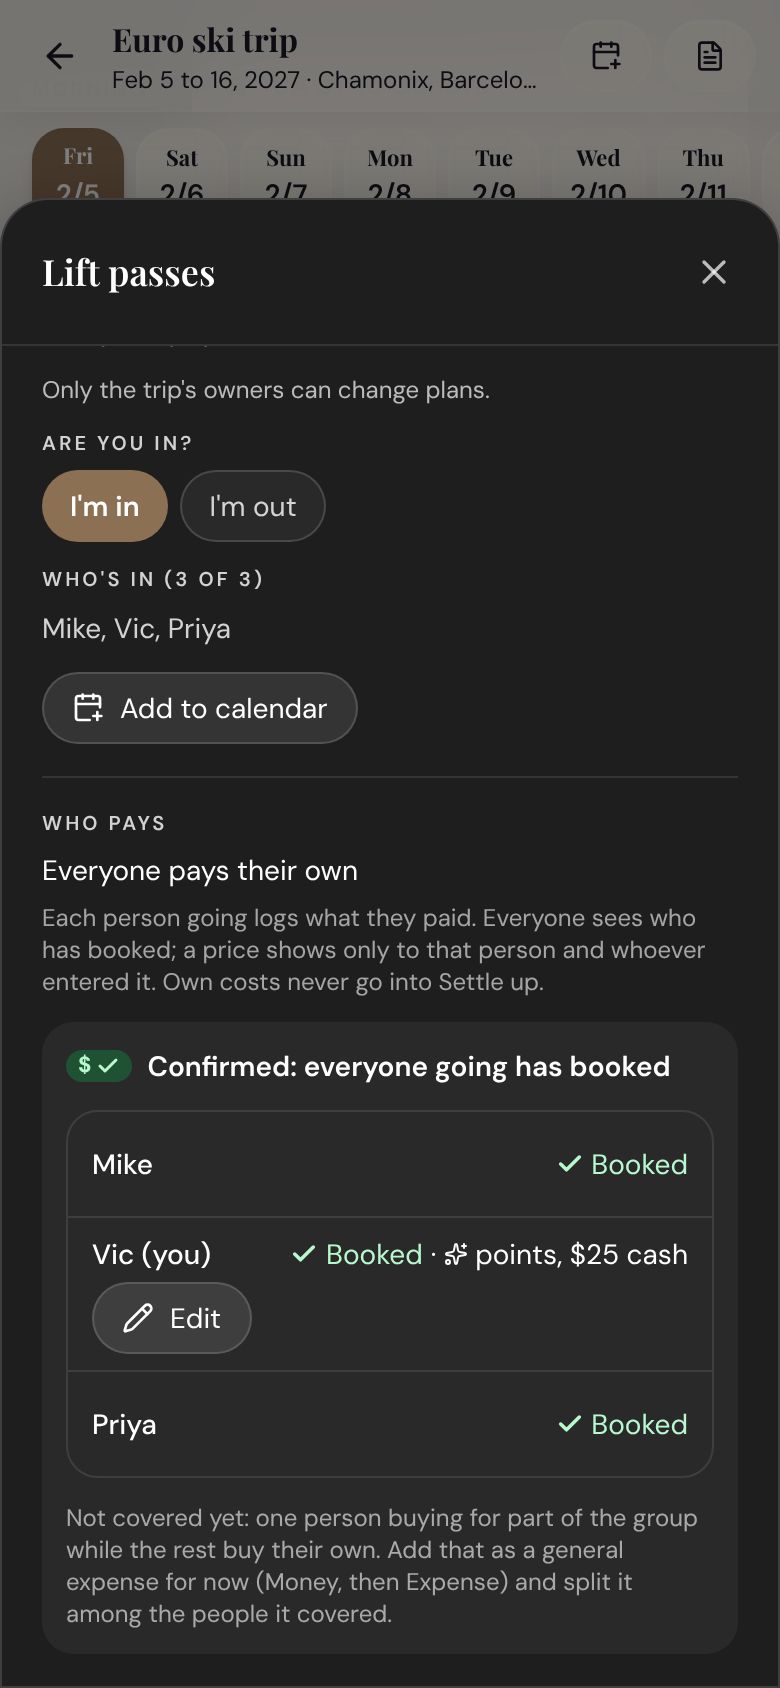 Euro ski trip
Feb 5 to 16, 2027 · Chamonix, Barcelo...
Fri
2/5
Sat
2/6
Sun
2/7
Mon
2/8
Tue
2/9
Wed
2/10
Thu
2/11
Lift passes
Only the trip's owners can change plans.
ARE YOU IN?
I'm in
I'm out
WHO'S IN (3 OF 3)
Mike, Vic, Priya
Add to calendar
WHO PAYS
Everyone pays their own
Each person going logs what they paid. Everyone sees who
has booked; a price shows only to that person and whoever
entered it. Own costs never go into Settle up.
$ ✓ Confirmed: everyone going has booked
Mike ✓ Booked
Vic (you) ✓ Booked · points, $25 cash
Edit
Priya ✓ Booked
Not covered yet: one person buying for part of the group
while the rest buy their own. Add that as a general
expense for now (Money, then Expense) and split it
among the people it covered.